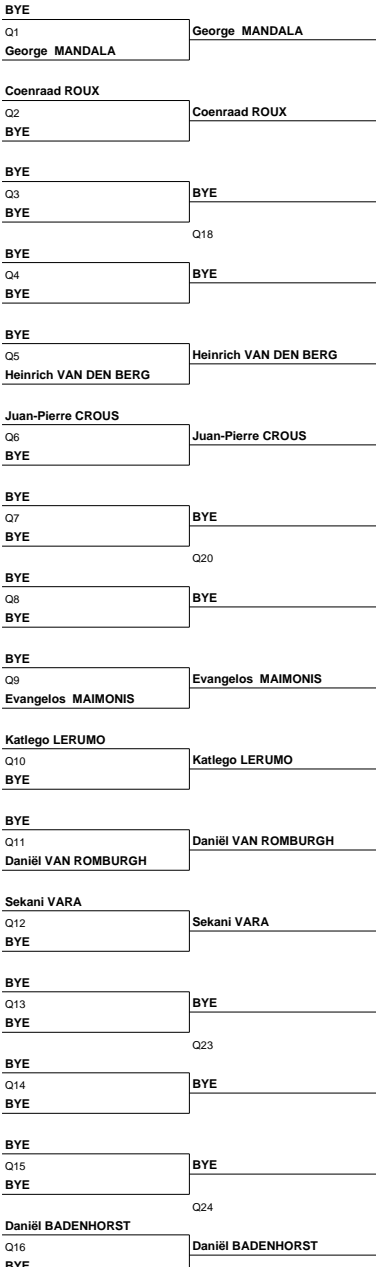 BYE
Q1
George MANDALA
George MANDALA
Coenraad ROUX
Q2
Coenraad ROUX
BYE
BYE
Q3
BYE
BYE
Q18
BYE
Q4
BYE
BYE
BYE
Q5
Heinrich VAN DEN BERG
Heinrich VAN DEN BERG
Juan-Pierre CROUS
Q6
Juan-Pierre CROUS
BYE
BYE
Q7
BYE
BYE
Q20
BYE
Q8
BYE
BYE
BYE
Q9
Evangelos MAIMONIS
Evangelos MAIMONIS
Katlego LERUMO
Q10
Katlego LERUMO
BYE
BYE
Q11
Daniël VAN ROMBURGH
Daniël VAN ROMBURGH
Sekani VARA
Q12
Sekani VARA
BYE
BYE
Q13
BYE
BYE
Q23
BYE
Q14
BYE
BYE
BYE
Q15
BYE
BYE
Q24
Daniël BADENHORST
Q16
Daniël BADENHORST
BYE